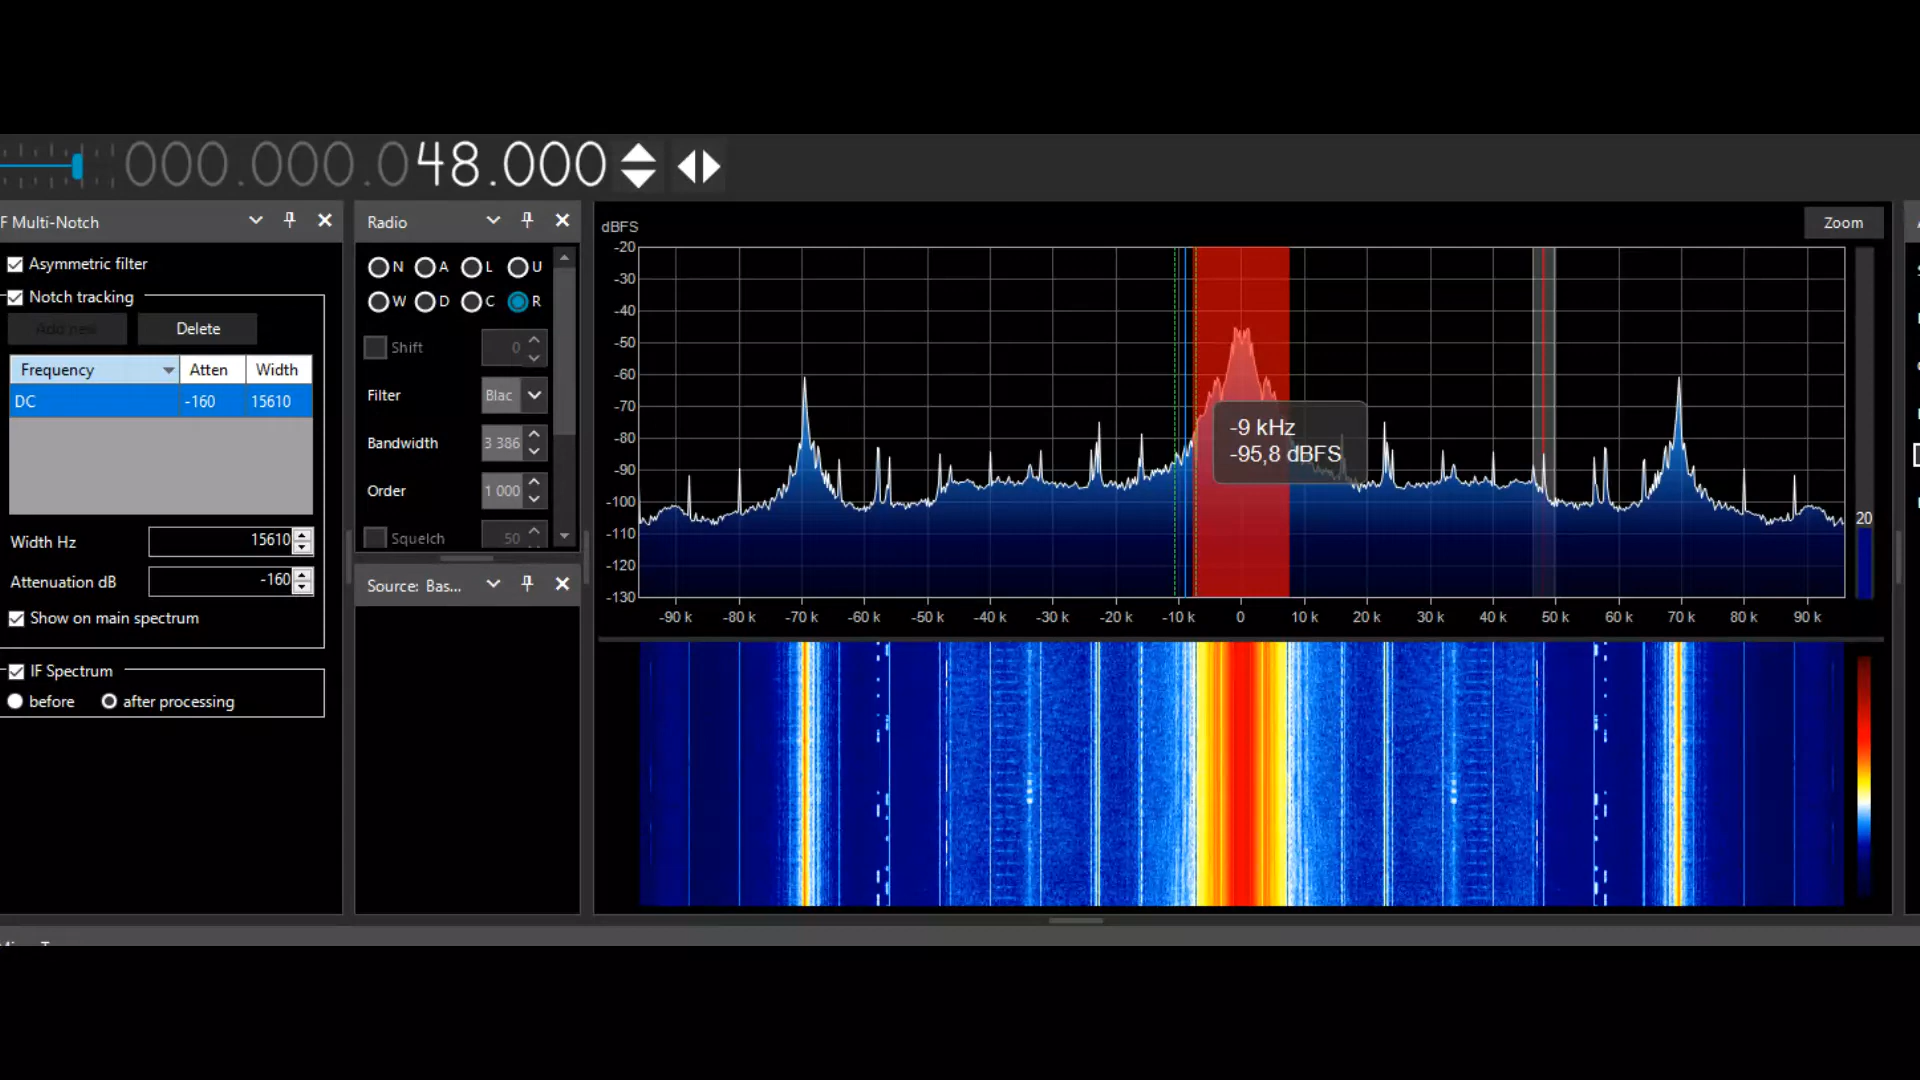 000.000.048.000
F Multi-Notch
Asymmetric filter
Notch tracking
Add new
Delete
Frequency Atten Width
DC -160 15610
Width Hz 15610
Attenuation dB -160
Show on main spectrum
IF Spectrum
before after processing
Radio
N A L U
W D C R
Shift 0
Filter Blac
Bandwidth 3 386
Order 1 000
Squelch 50
Source: Bas...
dBFS
Zoom
-20
-30
-40
-50
-60
-70
-80
-90
-100
-110
-120
-130
-9 kHz
-95,8 dBFS
20
-90 k -80 k -70 k -60 k -50 k -40 k -30 k -20 k -10 k 0 10 k 20 k 30 k 40 k 50 k 60 k 70 k 80 k 90 k